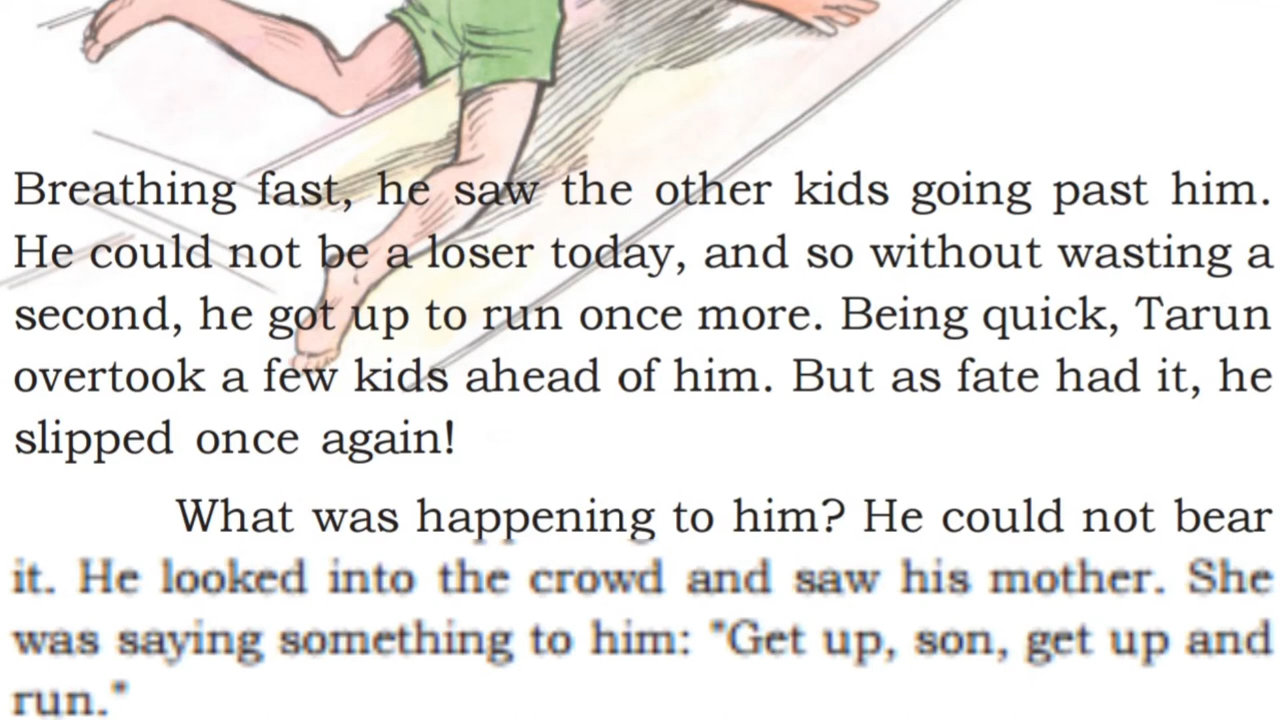 Breathing fast, he saw the other kids going past him.
He could not be a loser today, and so without wasting a
second, he got up to run once more. Being quick, Tarun
overtook a few kids ahead of him. But as fate had it, he
slipped once again!
What was happening to him? He could not bear
it. He looked into the crowd and saw his mother. She
was saying something to him: "Get up, son, get up and
run."